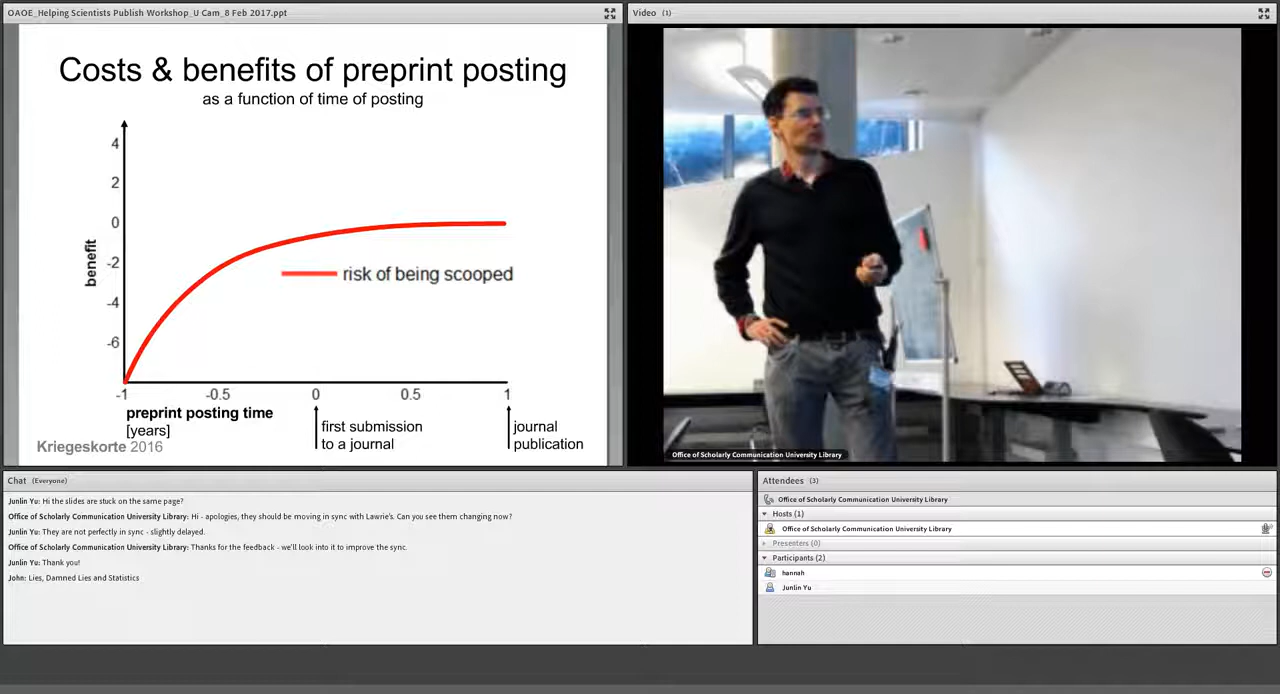 OAOE_Helping Scientists Publish Workshop_U Cam_8 Feb 2017.ppt
Costs & benefits of preprint posting
as a function of time of posting
4
2
0
-2
-4
-6
benefit
risk of being scooped
-1 -0.5 0 0.5 1
preprint posting time
[years]
first submission
to a journal
journal
publication
Kriegeskorte 2016
Video (1)
Office of Scholarly Communication University Library
Chat (Everyone)
Junlin Yu: Hi the slides are stuck on the same page?
Office of Scholarly Communication University Library: Hi - apologies, they should be moving in sync with Lawrie's. Can you see them changing now?
Junlin Yu: They are not perfectly in sync - slightly delayed.
Office of Scholarly Communication University Library: Thanks for the feedback - we'll look into it to improve the sync.
Junlin Yu: Thank you!
John: Lies, Damned Lies and Statistics
Attendees (3)
Office of Scholarly Communication University Library
Hosts (1)
Office of Scholarly Communication University Library
Presenters (0)
Participants (2)
hannah
Junlin Yu